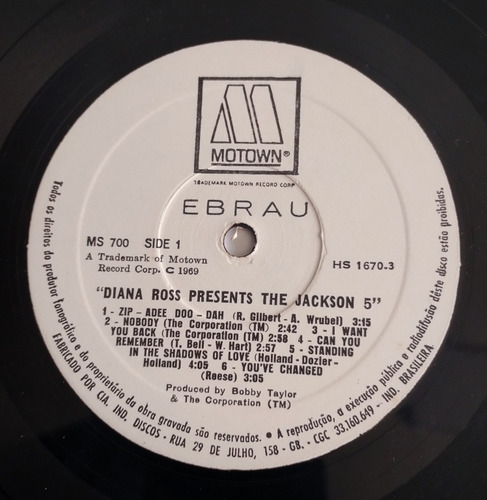 MOTOWN®
TRADEMARK MOTOWN RECORD CORP
EBRAU
MS 700 SIDE 1
A Trademark of Motown
Record Corp. C 1969
HS 1670-3
"DIANA ROSS PRESENTS THE JACKSON 5"
1 - ZIP - ADEE DOO - DAH (R. Gilbert - A. Wrubel) 3:15
2 - NOBODY (The Corporation (TM) 2:42 3 - I WANT
YOU BACK (The Corporation (TM) 2:58 4 - CAN YOU
REMEMBER (T. Bell - W. Hart) 2:57 5 - STANDING
IN THE SHADOWS OF LOVE (Holland - Dozier-
Holland) 4:05 6 - YOU'VE CHANGED
(Reese) 3:05
Produced by Bobby Taylor
& The Corporation (TM)
Todos os direitos do produtor fonográfico e do proprietário da obra gravada são reservados. • A reprodução, a execução pública e radiodifusão dêste disco estão proibidas.
FABRICADO POR CIA. IND. DISCOS - RUA 29 DE JULHO, 158 - GB. - CGC 33.160.649 - IND. BRASILEIRA.